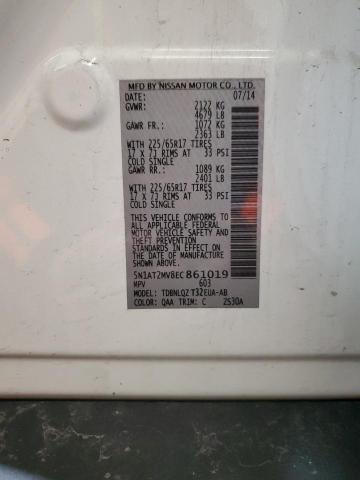 MFD BY NISSAN MOTOR CO., LTD.
DATE: 07/14
GVWR: 2122 KG
4679 LB
GAWR FR.: 1072 KG
2363 LB
WITH 225/65R17 TIRES
17 X 7J RIMS AT 33 PSI
COLD SINGLE
GAWR RR.: 1089 KG
2401 LB
WITH 225/65R17 TIRES
17 X 7J RIMS AT 33 PSI
COLD SINGLE
THIS VEHICLE CONFORMS TO
ALL APPLICABLE FEDERAL
MOTOR VEHICLE SAFETY
AND THEFT PREVENTION
STANDARDS IN EFFECT ON
THE DATE OF MANUFACTURE
SHOWN ABOVE.
5N1AT2MV8EC861019
MPV 603
MODEL: TDBNLQZ T32EUA-AB
COLOR: QAA TRIM: C 2S30A